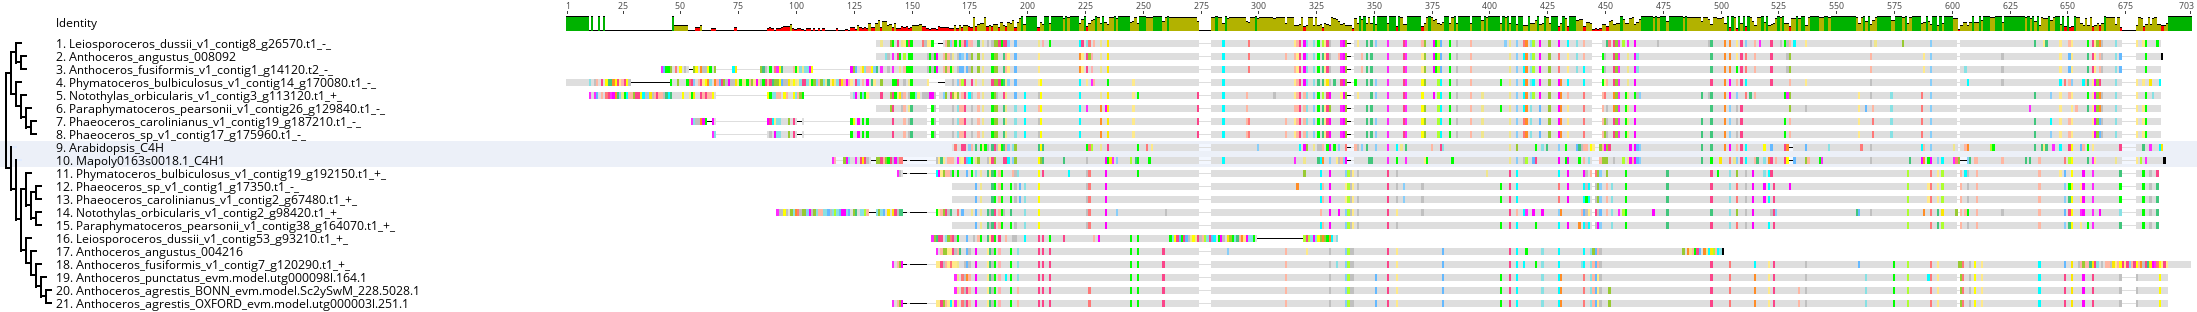 1 25 50 75 100 125 150 175 200 225 250 275 300 325 350 375 400 425 450 475 500 525 550 575 600 625 650 675 703
Identity
1. Leiosporoceros_dussii_v1_contig8_g26570.t1_-_
2. Anthoceros_angustus_008092
3. Anthoceros_fusiformis_v1_contig1_g14120.t2_-_
4. Phymatoceros_bulbiculosus_v1_contig14_g170080.t1_-_
5. Notothylas_orbicularis_v1_contig3_g113120.t1_+_
6. Paraphymatoceros_pearsonii_v1_contig26_g129840.t1_-_
7. Phaeoceros_carolinianus_v1_contig19_g187210.t1_-_
8. Phaeoceros_sp_v1_contig17_g175960.t1_-_
9. Arabidopsis_C4H
10. Mapoly0163s0018.1_C4H1
11. Phymatoceros_bulbiculosus_v1_contig19_g192150.t1_+_
12. Phaeoceros_sp_v1_contig1_g17350.t1_-_
13. Phaeoceros_carolinianus_v1_contig2_g67480.t1_+_
14. Notothylas_orbicularis_v1_contig2_g98420.t1_+_
15. Paraphymatoceros_pearsonii_v1_contig38_g164070.t1_+_
16. Leiosporoceros_dussii_v1_contig53_g93210.t1_+_
17. Anthoceros_angustus_004216
18. Anthoceros_fusiformis_v1_contig7_g120290.t1_+_
19. Anthoceros_punctatus_evm.model.utg000098l.164.1
20. Anthoceros_agrestis_BONN_evm.model.Sc2ySwM_228.5028.1
21. Anthoceros_agrestis_OXFORD_evm.model.utg000003l.251.1